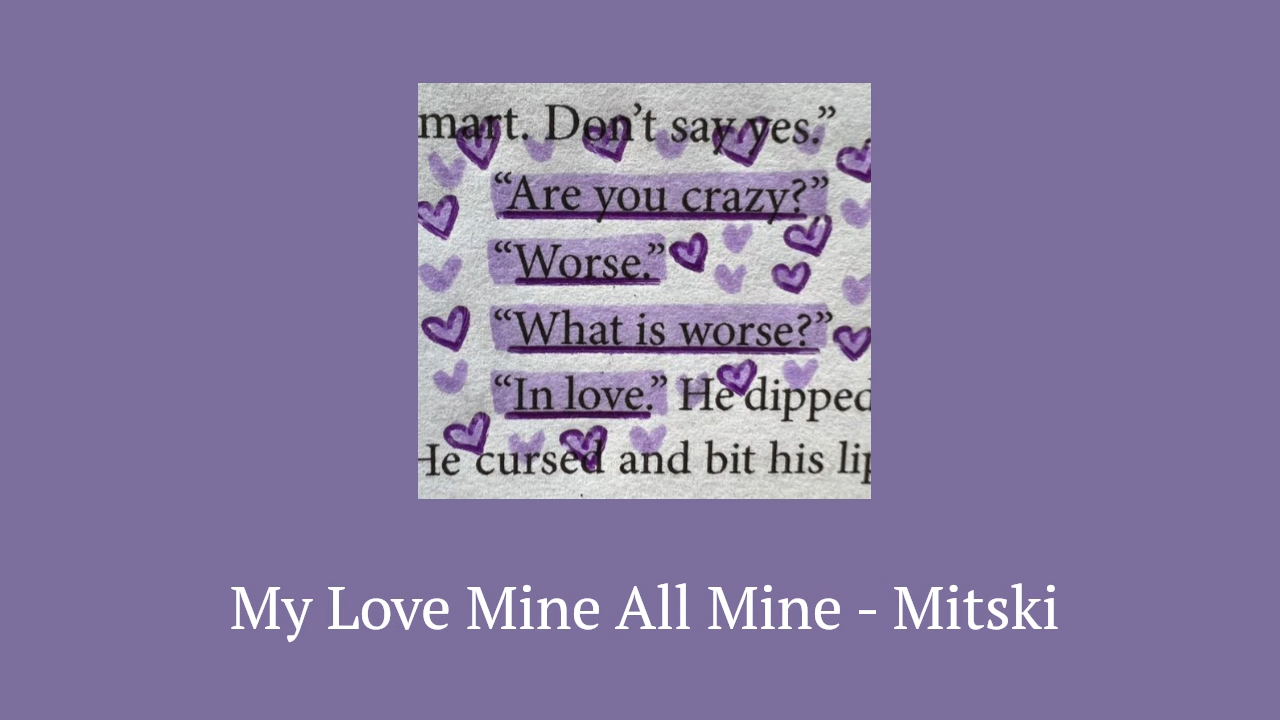 mart. Don't say yes.”
“Are you crazy?”
“Worse.”
“What is worse?”
“In love.” He dipped
He cursed and bit his lip
My Love Mine All Mine - Mitski